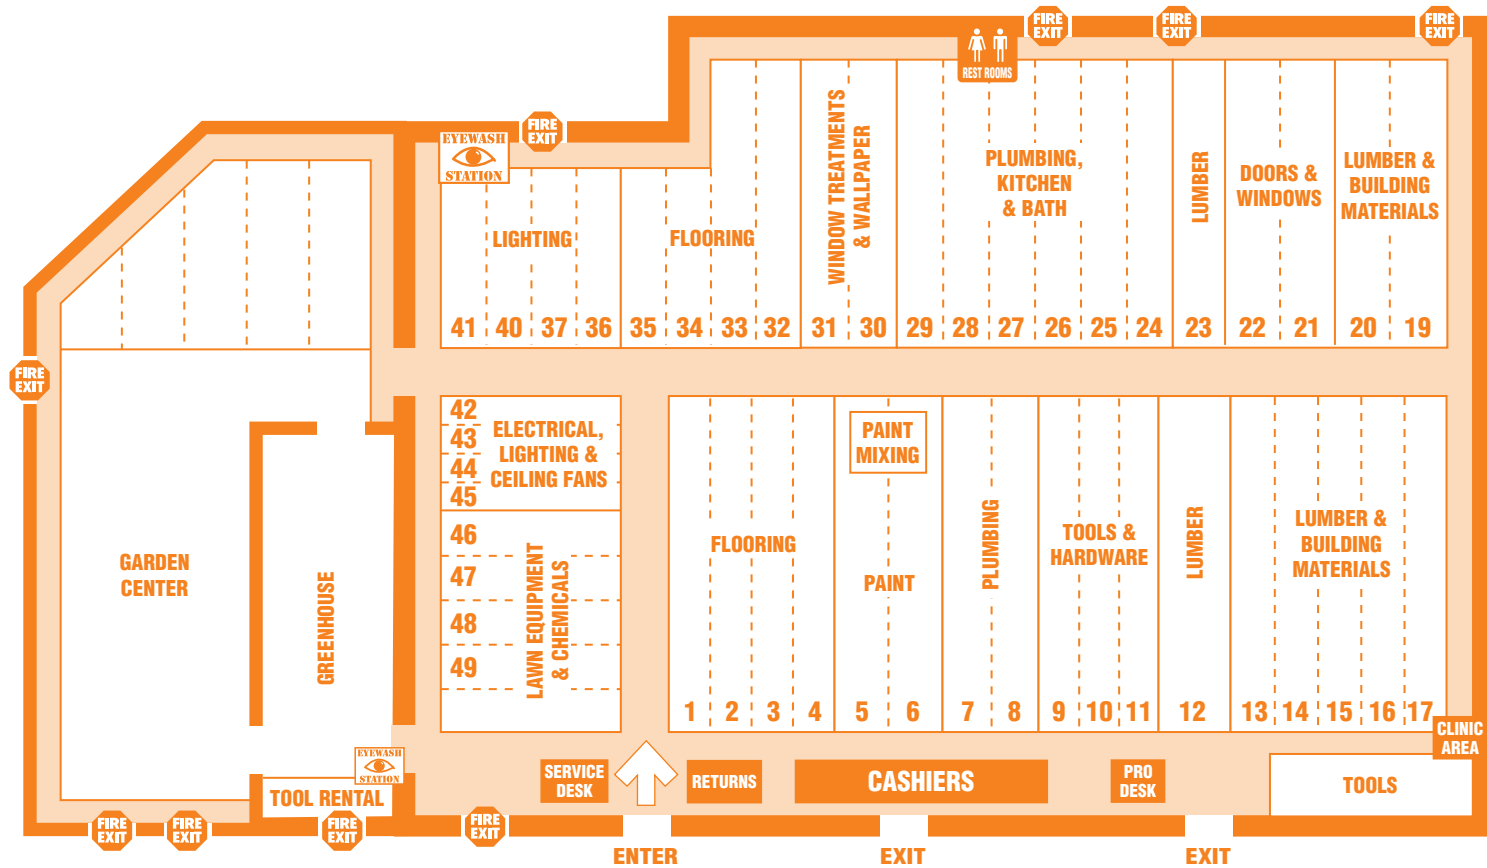 FIRE
EXIT
FIRE
EXIT
FIRE
EXIT
REST ROOMS
FIRE
EXIT
EYEWASH
STATION
WINDOW TREATMENTS
& WALLPAPER
PLUMBING,
KITCHEN
& BATH
LUMBER
DOORS &
WINDOWS
LUMBER &
BUILDING
MATERIALS
LIGHTING
FLOORING
41 40 37 36 35 34 33 32 31 30 29 28 27 26 25 24 23 22 21 20 19
FIRE
EXIT
42
43
44
45
ELECTRICAL,
LIGHTING &
CEILING FANS
46
47
48
49
LAWN EQUIPMENT
& CHEMICALS
PAINT
MIXING
FLOORING
PAINT
PLUMBING
TOOLS &
HARDWARE
LUMBER
LUMBER &
BUILDING
MATERIALS
GARDEN
CENTER
GREENHOUSE
1 2 3 4 5 6 7 8 9 10 11 12 13 14 15 16 17
CLINIC
AREA
EYEWASH
STATION
TOOL RENTAL
SERVICE
DESK
RETURNS
CASHIERS
PRO
DESK
TOOLS
FIRE
EXIT
FIRE
EXIT
FIRE
EXIT
FIRE
EXIT
ENTER
EXIT
EXIT